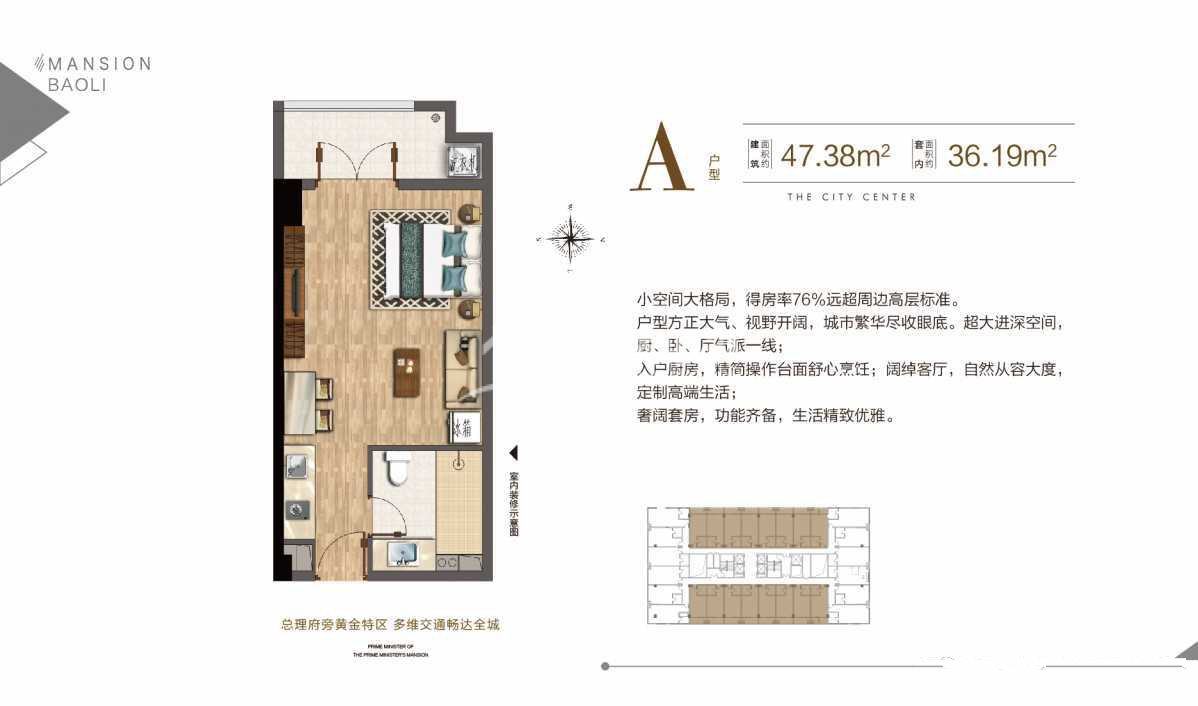 MANSION
BAOLI
洗衣机
冰箱
室内装修示意图
总理府旁黄金特区 多维交通畅达全城
PRIME MINISTER OF
THE PRIME MINISTER'S MANSION
A
户型
建筑面积约 47.38m² 套内面积约 36.19m²
THE CITY CENTER
小空间大格局，得房率76%远超周边高层标准。
户型方正大气、视野开阔，城市繁华尽收眼底。超大进深空间，
厨、卧、厅气派一线；
入户厨房，精简操作台面舒心烹饪；阔绰客厅，自然从容大度，
定制高端生活；
奢阔套房，功能齐备，生活精致优雅。